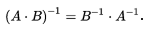 (A · B)⁻¹ = B⁻¹ · A⁻¹.